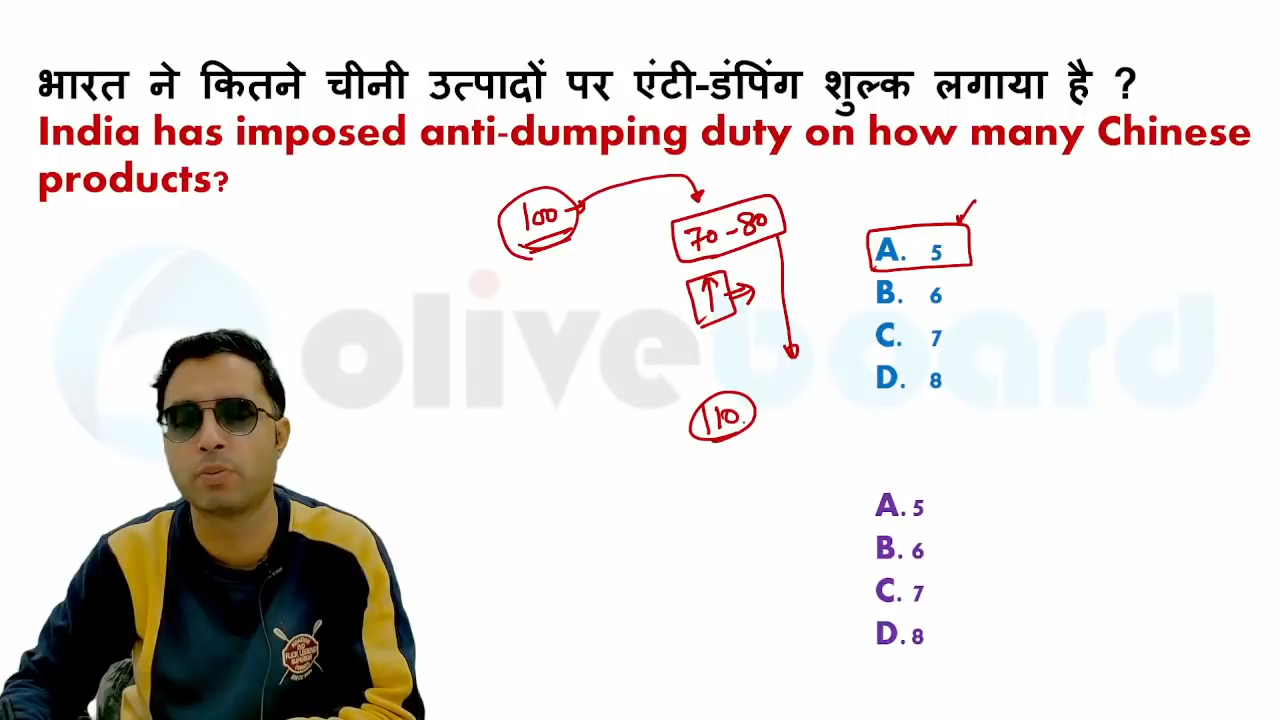 भारत ने कितने चीनी उत्पादों पर एंटी-डंपिंग शुल्क लगाया है ?
India has imposed anti-dumping duty on how many Chinese
products?
100
70-80
A. 5
B. 6
C. 7
D. 8
110.
oliveboard
A. 5
B. 6
C. 7
D. 8